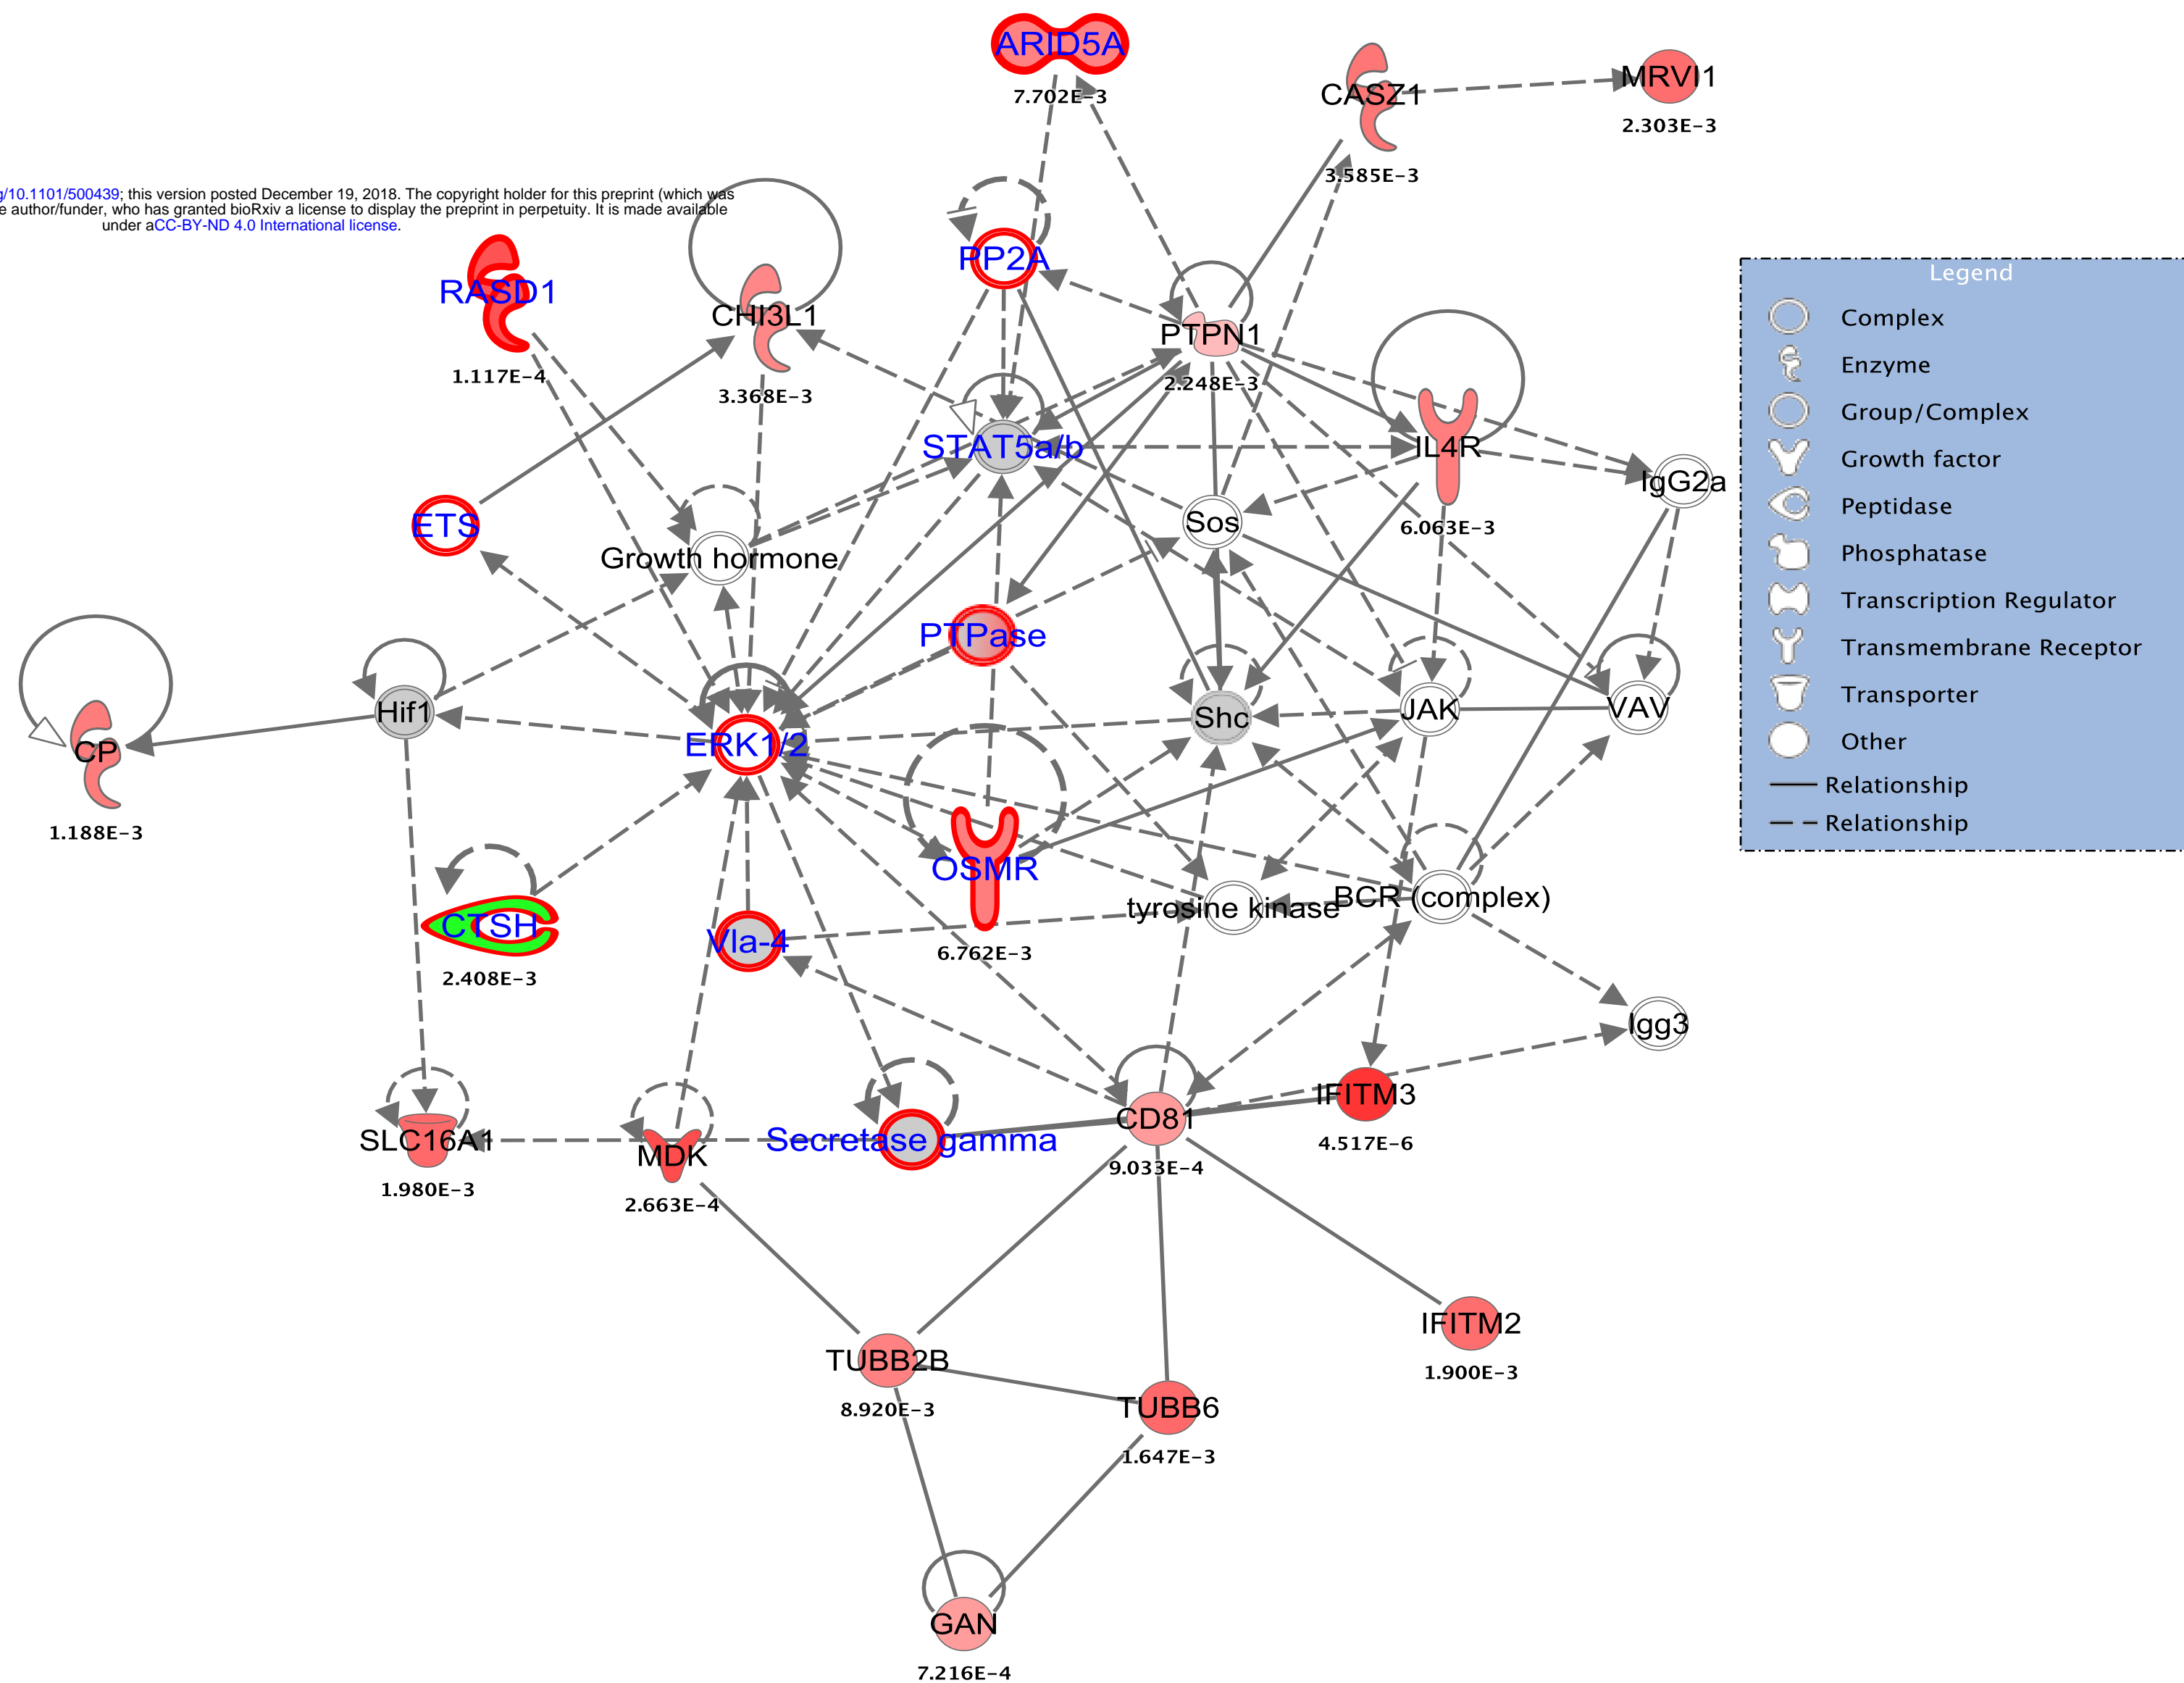 ARID5A
7.702E-3
CASZ1
3.585E-3
MRVI1
2.303E-3
g/10.1101/500439; this version posted December 19, 2018. The copyright holder for this preprint (which was
e author/funder, who has granted bioRxiv a license to display the preprint in perpetuity. It is made available
under aCC-BY-ND 4.0 International license.
RASD1
1.117E-4
CHI3L1
3.368E-3
PP2A
PTPN1
2.248E-3
STAT5a/b
IL4R
6.063E-3
IgG2a
ETS
Growth hormone
Sos
PTPase
Hif1
CP
1.188E-3
ERK1/2
Shc
JAK
VAV
OSMR
6.762E-3
tyrosine kinase
BCR (complex)
CTSH
2.408E-3
Vla-4
Igg3
SLC16A1
1.980E-3
MDK
2.663E-4
Secretase gamma
CD81
9.033E-4
IFITM3
4.517E-6
IFITM2
1.900E-3
TUBB2B
8.920E-3
TUBB6
1.647E-3
GAN
7.216E-4
Legend
Complex
Enzyme
Group/Complex
Growth factor
Peptidase
Phosphatase
Transcription Regulator
Transmembrane Receptor
Transporter
Other
Relationship
Relationship